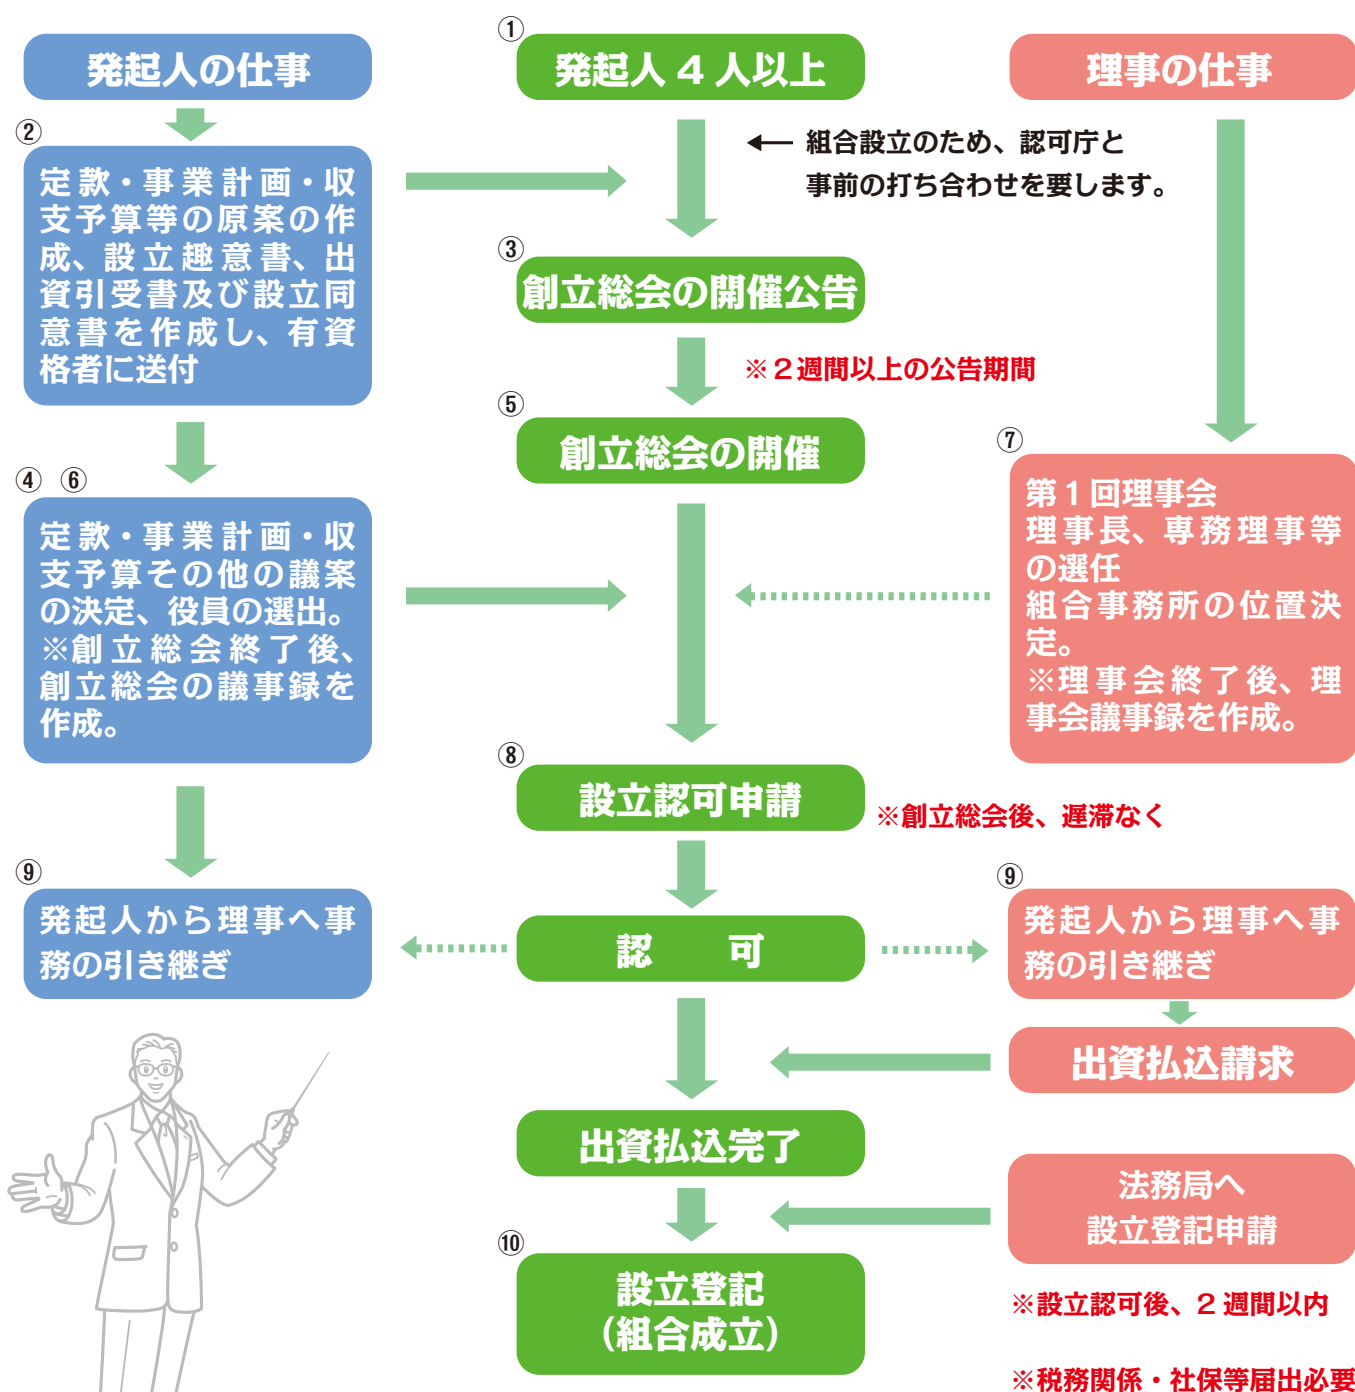 発起人の仕事
②
定款・事業計画・収
支予算等の原案の作
成、設立趣意書、出
資引受書及び設立同
意書を作成し、有資
格者に送付
④ ⑥
定款・事業計画・収
支予算その他の議案
の決定、役員の選出。
※創立総会終了後、
創立総会の議事録を
作成。
⑨
発起人から理事へ事
務の引き継ぎ
①
発起人4人以上
← 組合設立のため、認可庁と
事前の打ち合わせを要します。
③
創立総会の開催公告
※2週間以上の公告期間
⑤
創立総会の開催
⑧
設立認可申請
※創立総会後、遅滞なく
認　可
出資払込完了
⑩
設立登記
（組合成立）
理事の仕事
⑦
第1回理事会
理事長、専務理事等
の選任
組合事務所の位置決
定。
※理事会終了後、理
事会議事録を作成。
⑨
発起人から理事へ事
務の引き継ぎ
出資払込請求
法務局へ
設立登記申請
※設立認可後、2週間以内
※税務関係・社保等届出必要